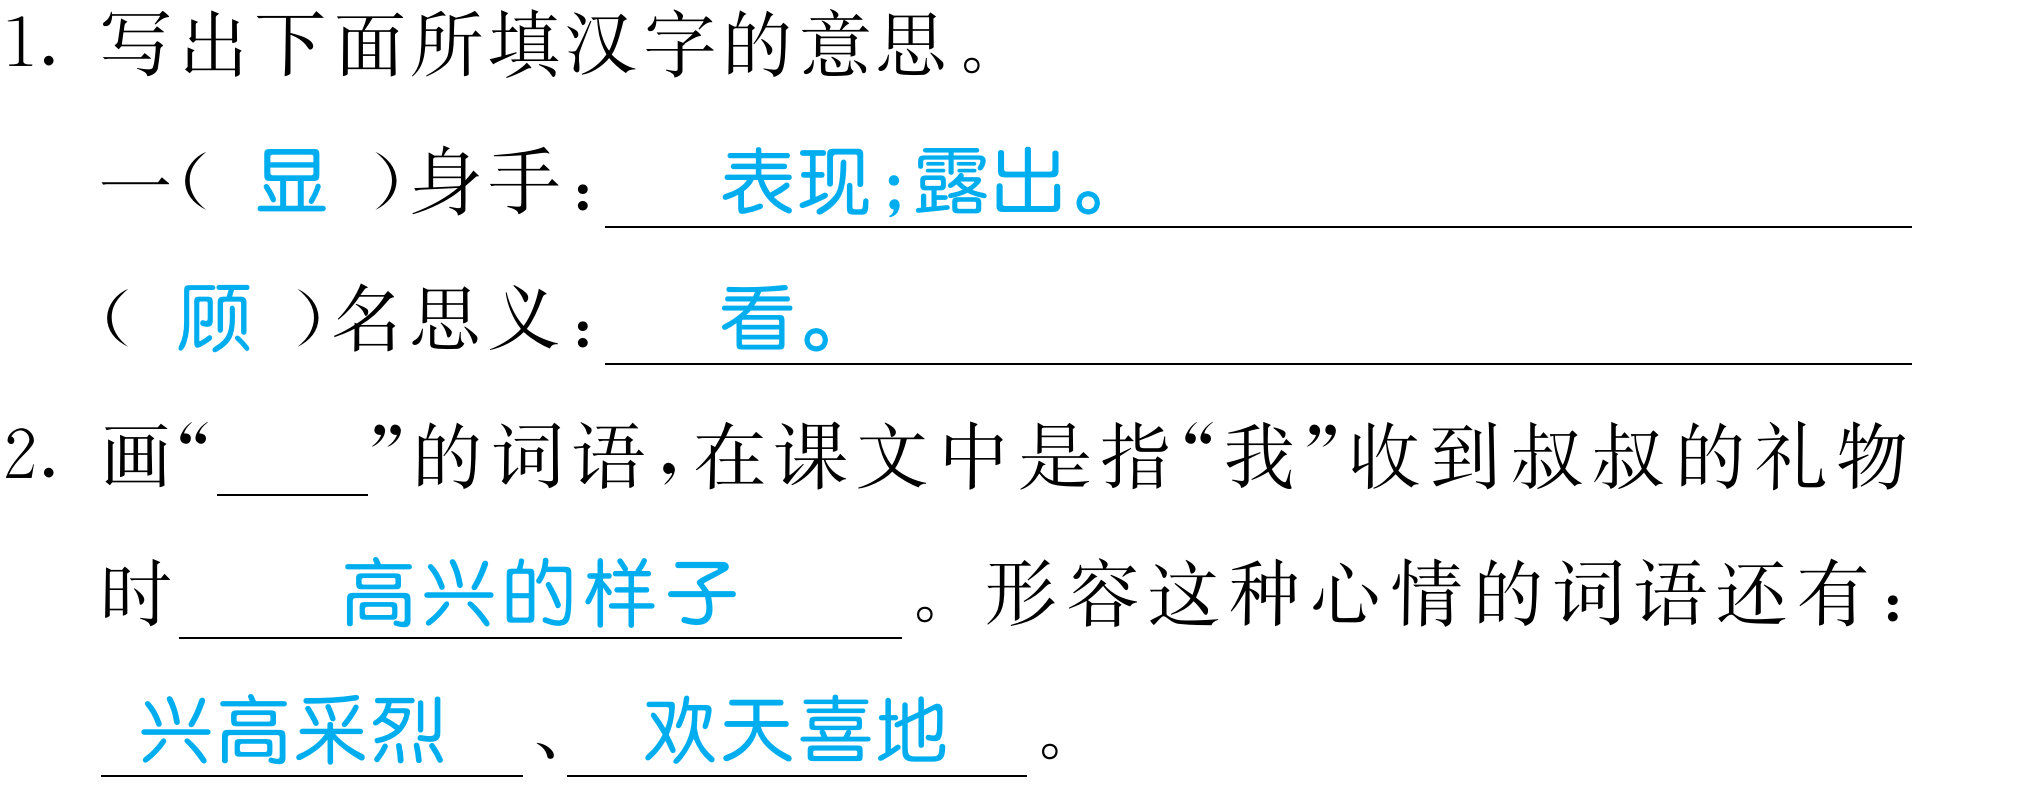 1. 写出下面所填汉字的意思。
一( 显 )身手：表现;露出。
( 顾 )名思义：看。
2. 画“____”的词语,在课文中是指“我”收到叔叔的礼物
时 高兴的样子 。形容这种心情的词语还有：
兴高采烈 、 欢天喜地 。